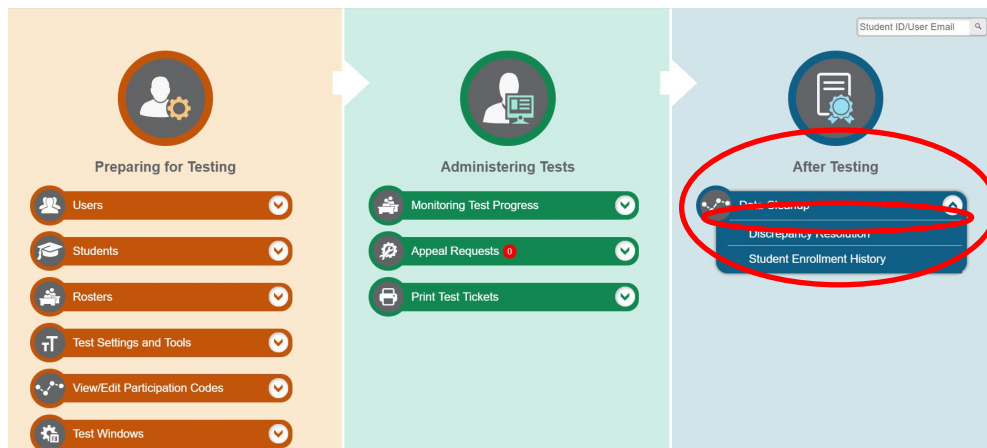 Student ID/User Email
Preparing for Testing
Users
Students
Rosters
Test Settings and Tools
View/Edit Participation Codes
Test Windows
Administering Tests
Monitoring Test Progress
Appeal Requests 0
Print Test Tickets
After Testing
Data Cleanup
Discrepancy Resolution
Student Enrollment History